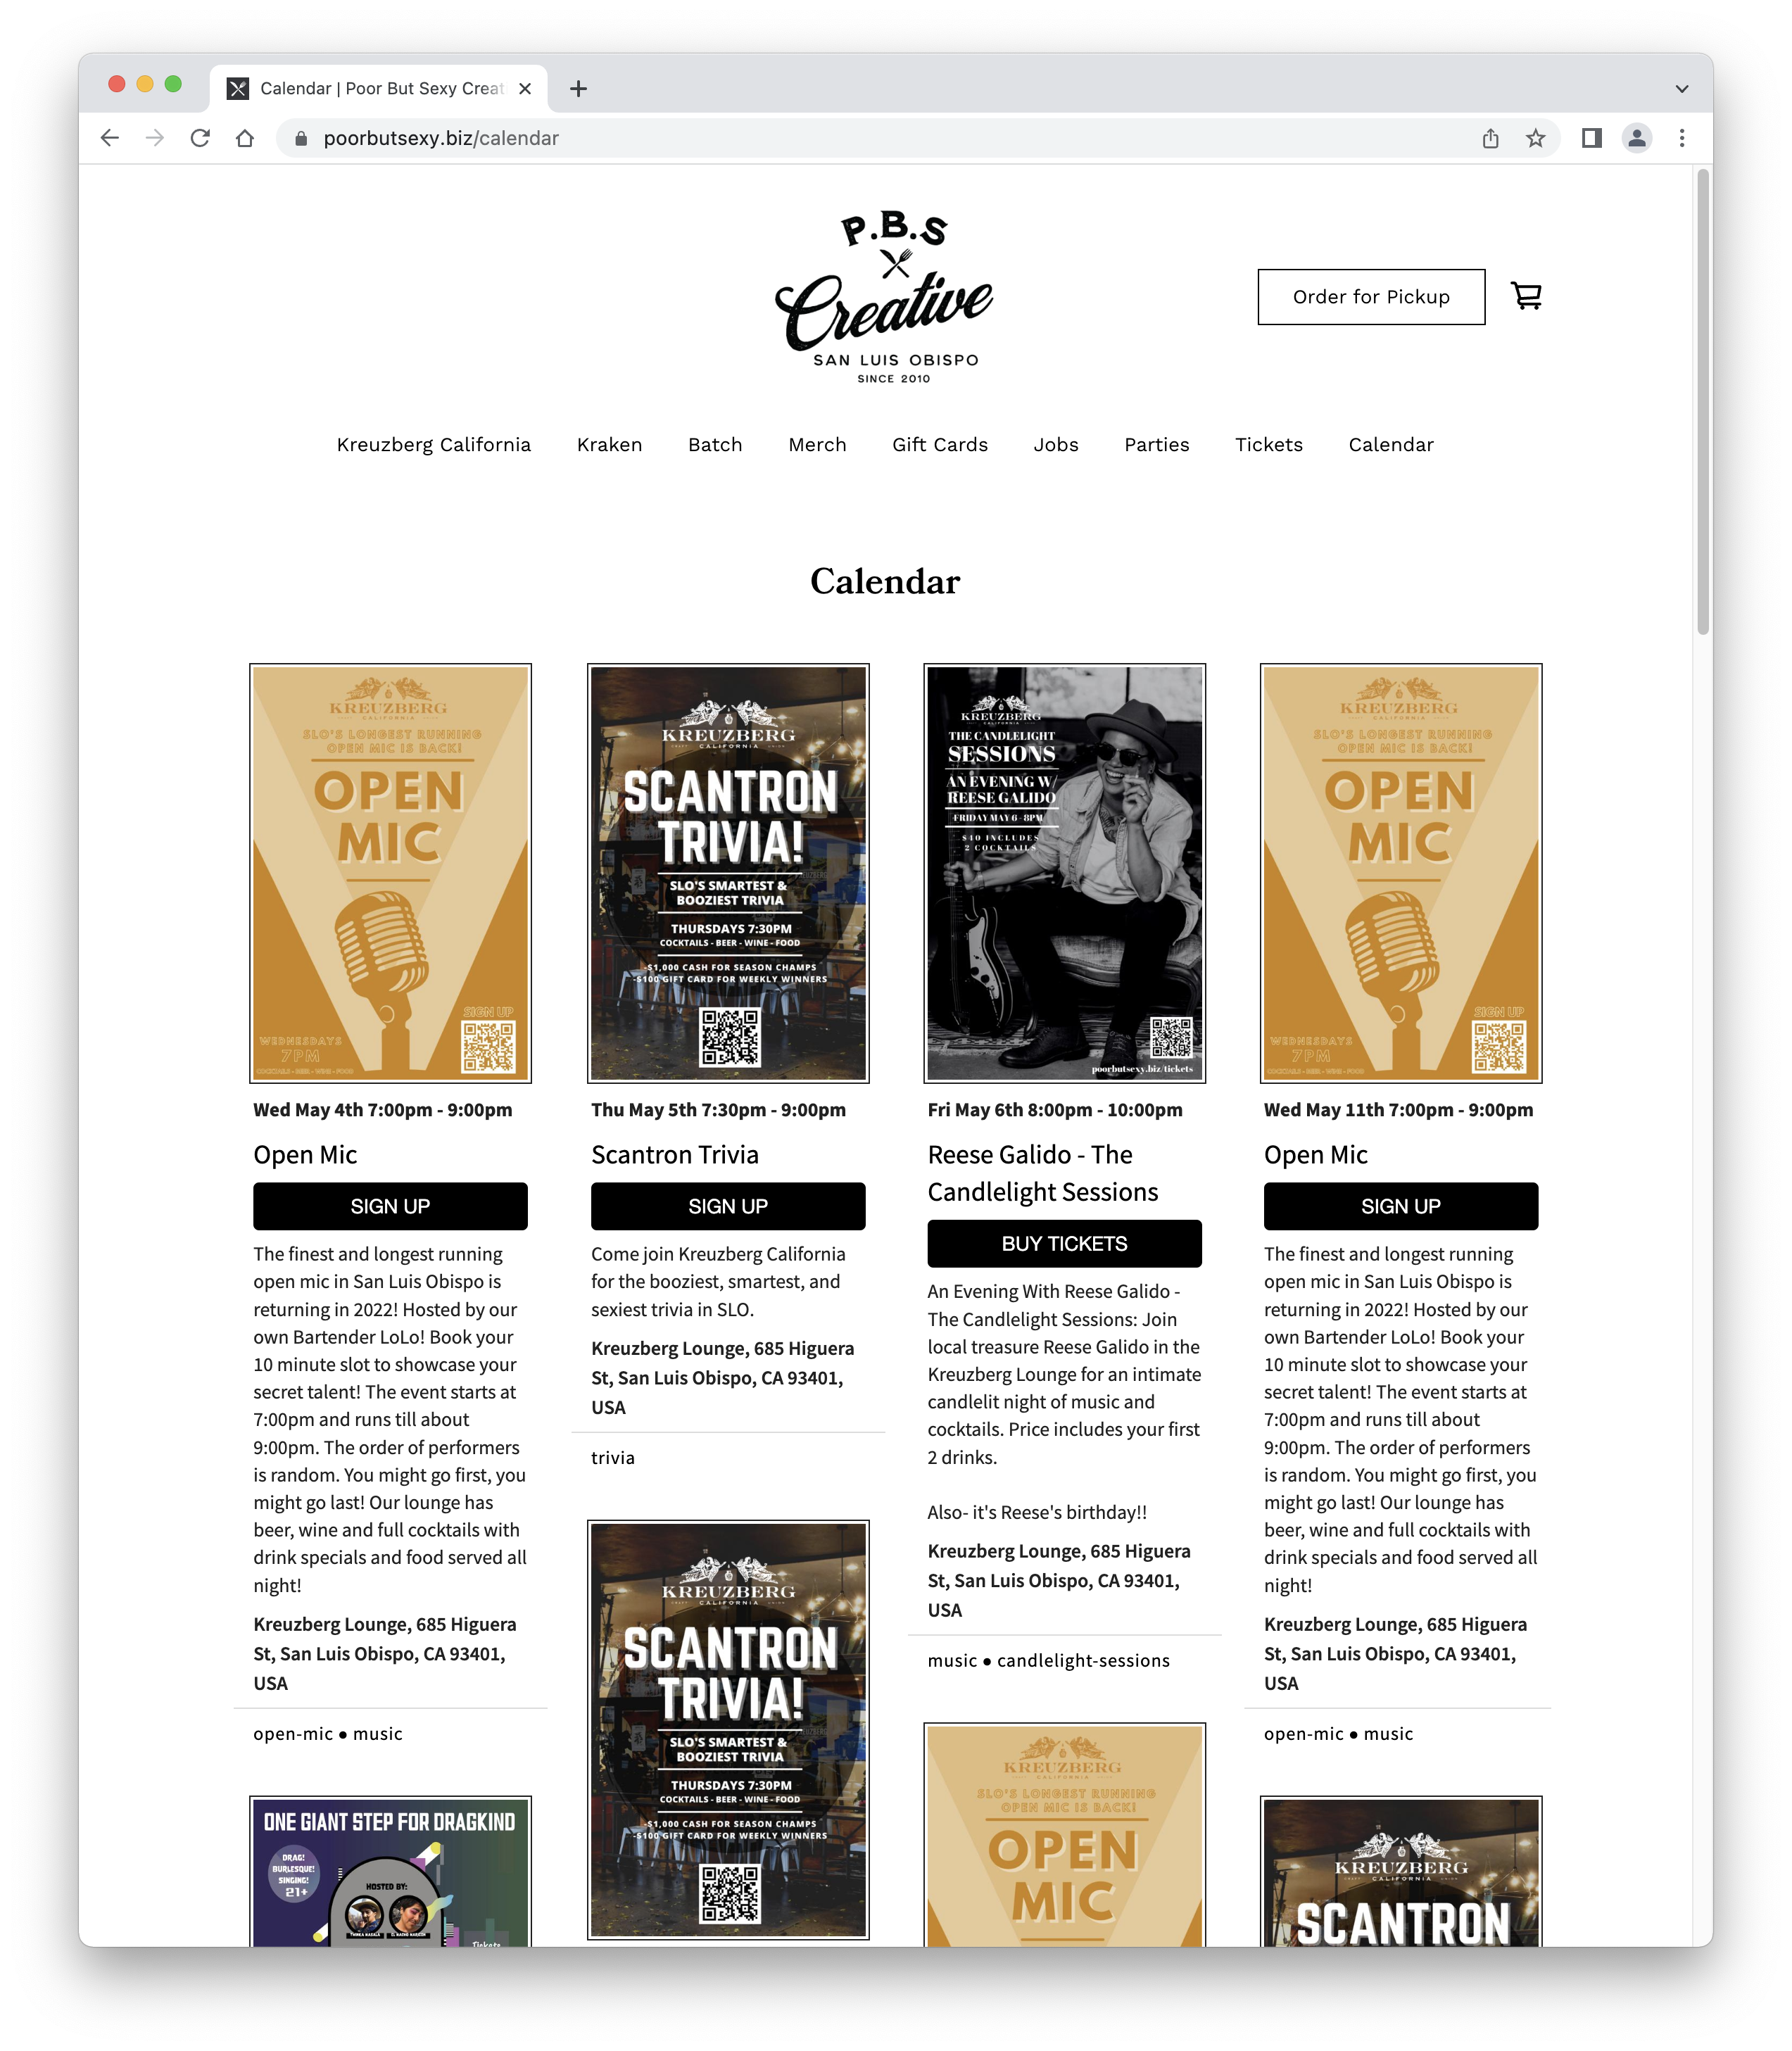 Calendar | Poor But Sexy Creat
poorbutsexy.biz/calendar
P.B.S
Creative
SAN LUIS OBISPO
SINCE 2010
Order for Pickup
Kreuzberg California
Kraken
Batch
Merch
Gift Cards
Jobs
Parties
Tickets
Calendar
Calendar
KREUZBERG
CALIFORNIA
SLO'S LONGEST RUNNING
OPEN MIC IS BACK!
OPEN
MIC
SIGN UP
WEDNESDAYS
7PM
COCKTAILS - BEER - WINE - FOOD
Wed May 4th 7:00pm - 9:00pm
Open Mic
SIGN UP
The finest and longest running
open mic in San Luis Obispo is
returning in 2022! Hosted by our
own Bartender LoLo! Book your
10 minute slot to showcase your
secret talent! The event starts at
7:00pm and runs till about
9:00pm. The order of performers
is random. You might go first, you
might go last! Our lounge has
beer, wine and full cocktails with
drink specials and food served all
night!
Kreuzberg Lounge, 685 Higuera
St, San Luis Obispo, CA 93401,
USA
open-mic ● music
ONE GIANT STEP FOR DRAGKIND
DRAG!
BURLESQUE!
SINGING!
21+
HOSTED BY:
Tickets
KREUZBERG
CALIFORNIA
SCANTRON
TRIVIA!
SLO'S SMARTEST &
BOOZIEST TRIVIA
THURSDAYS 7:30PM
COCKTAILS - BEER - WINE - FOOD
-$1,000 CASH FOR SEASON CHAMPS
-$100 GIFT CARD FOR WEEKLY WINNERS
Thu May 5th 7:30pm - 9:00pm
Scantron Trivia
SIGN UP
Come join Kreuzberg California
for the booziest, smartest, and
sexiest trivia in SLO.
Kreuzberg Lounge, 685 Higuera
St, San Luis Obispo, CA 93401,
USA
trivia
KREUZBERG
CALIFORNIA
SCANTRON
TRIVIA!
SLO'S SMARTEST &
BOOZIEST TRIVIA
THURSDAYS 7:30PM
COCKTAILS - BEER - WINE - FOOD
-$1,000 CASH FOR SEASON CHAMPS
-$100 GIFT CARD FOR WEEKLY WINNERS
KREUZBERG
CALIFORNIA
THE CANDLELIGHT
SESSIONS
AN EVENING W/
REESE GALIDO
FRIDAY MAY 6 - 8PM
$40 INCLUDES
2 COCKTAILS
poorbutsexy.biz/tickets
Fri May 6th 8:00pm - 10:00pm
Reese Galido - The
Candlelight Sessions
BUY TICKETS
An Evening With Reese Galido -
The Candlelight Sessions: Join
local treasure Reese Galido in the
Kreuzberg Lounge for an intimate
candlelit night of music and
cocktails. Price includes your first
2 drinks.
Also- it's Reese's birthday!!
Kreuzberg Lounge, 685 Higuera
St, San Luis Obispo, CA 93401,
USA
music ● candlelight-sessions
KREUZBERG
CALIFORNIA
SLO'S LONGEST RUNNING
OPEN MIC IS BACK!
OPEN
MIC
KREUZBERG
CALIFORNIA
SLO'S LONGEST RUNNING
OPEN MIC IS BACK!
OPEN
MIC
SIGN UP
WEDNESDAYS
7PM
COCKTAILS - BEER - WINE - FOOD
Wed May 11th 7:00pm - 9:00pm
Open Mic
SIGN UP
The finest and longest running
open mic in San Luis Obispo is
returning in 2022! Hosted by our
own Bartender LoLo! Book your
10 minute slot to showcase your
secret talent! The event starts at
7:00pm and runs till about
9:00pm. The order of performers
is random. You might go first, you
might go last! Our lounge has
beer, wine and full cocktails with
drink specials and food served all
night!
Kreuzberg Lounge, 685 Higuera
St, San Luis Obispo, CA 93401,
USA
open-mic ● music
KREUZBERG
CALIFORNIA
SCANTRON